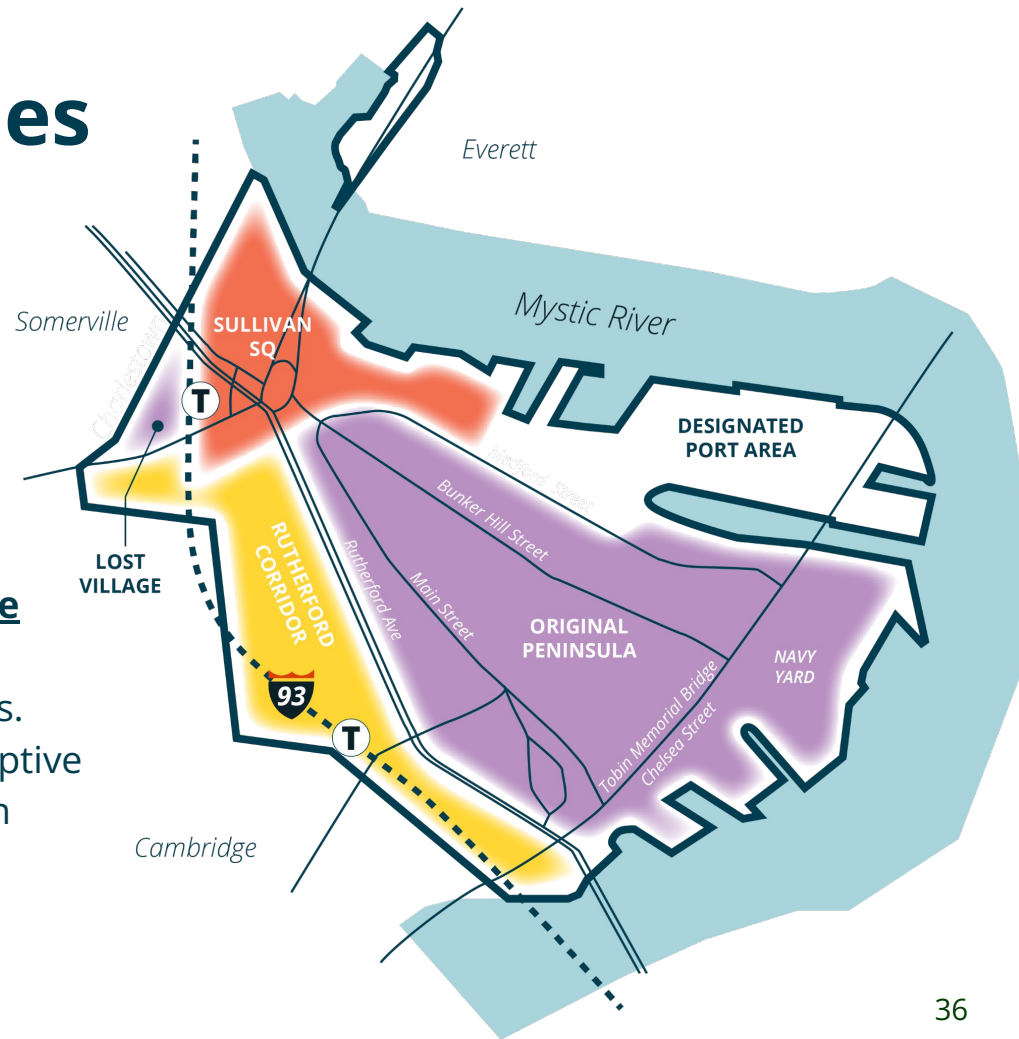 es
Everett
Mystic River
Somerville
Charlestown
SULLIVAN
SQ
T
DESIGNATED
PORT AREA
Medford Street
Bunker Hill Street
LOST
VILLAGE
RUTHERFORD
CORRIDOR
Rutherford Ave
Main Street
ORIGINAL
PENINSULA
NAVY
YARD
e
93
s.
T
ptive
n
Tobin Memorial Bridge
Chelsea Street
Cambridge
36